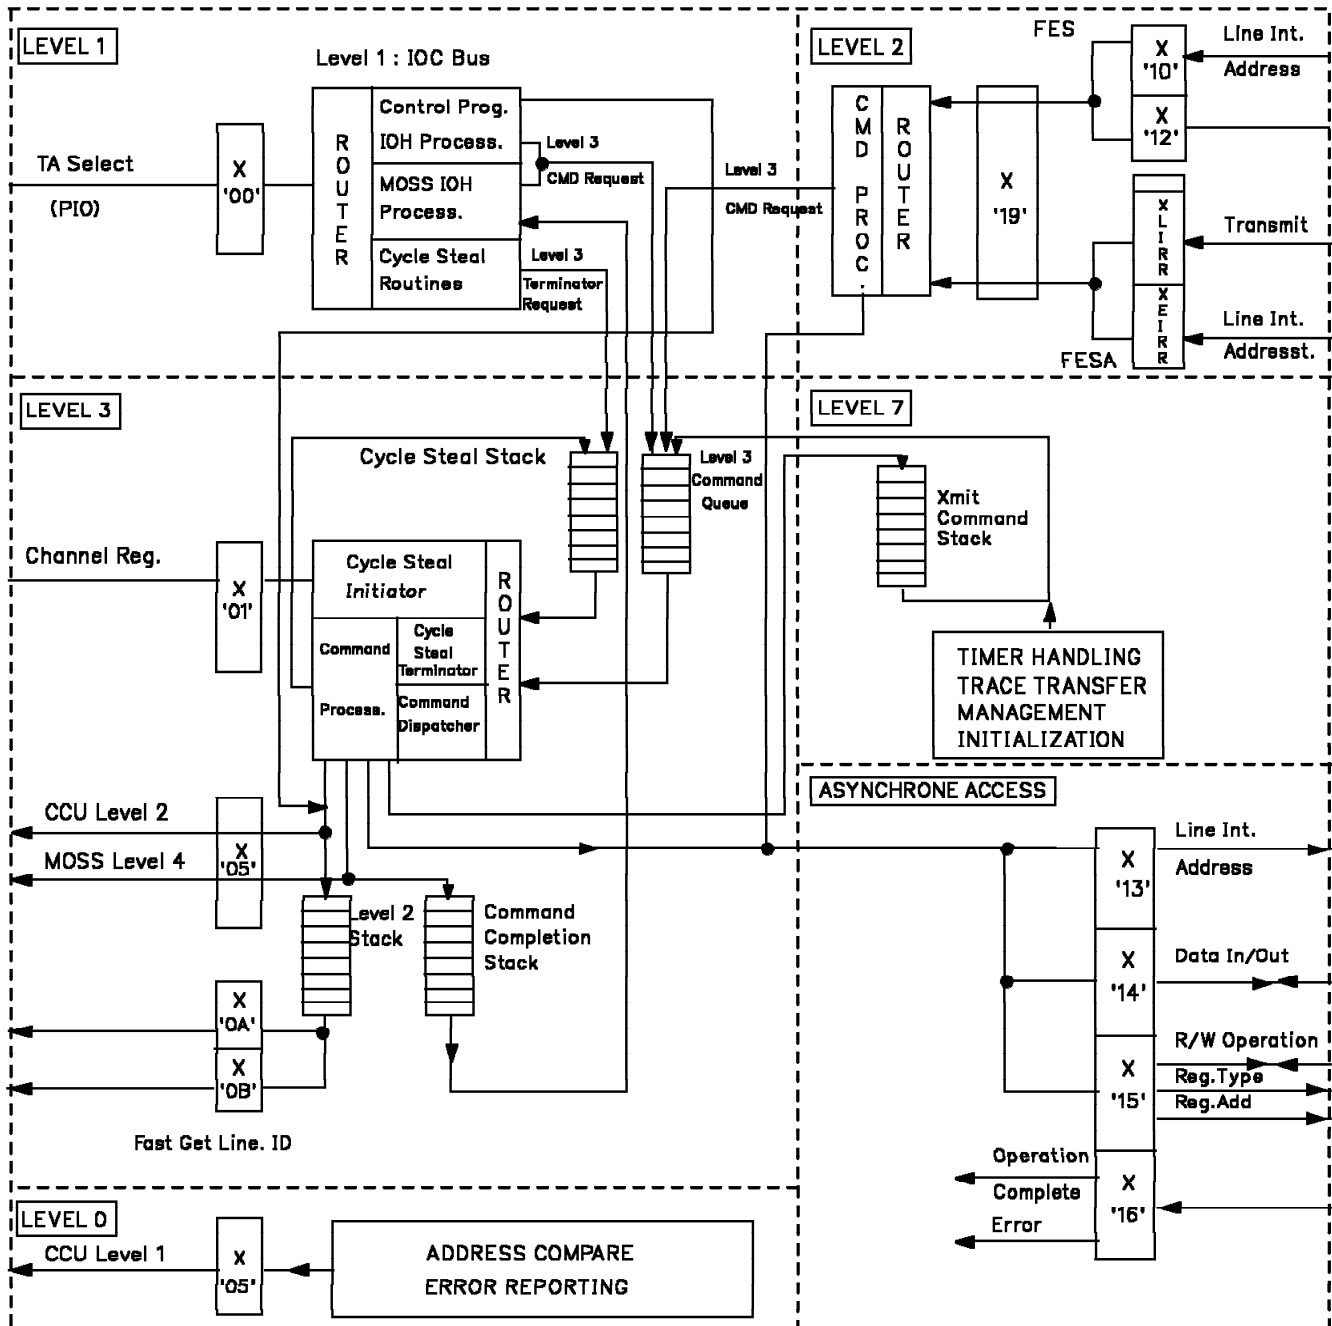 LEVEL 1
Level 1 : IOC Bus
TA Select
(PIO)
X
'00'
ROUTER
Control Prog.
IOH Process.
MOSS IOH
Process.
Cycle Steal
Routines
Level 3
CMD Request
Level 3
Terminator
Request
LEVEL 2
Level 3
CMD Request
CMD PROC.
ROUTER
X
'19'
FES
X
'10'
X
'12'
Line Int.
Address
XLIRR
XEIRR
Transmit
Line Int.
Addresst.
FESA
LEVEL 3
Cycle Steal Stack
Level 3
Command
Queue
Channel Reg.
X
'01'
Cycle Steal
Initiator
Command
Process.
Cycle
Steal
Terminator
Command
Dispatcher
ROUTER
CCU Level 2
MOSS Level 4
X
'05'
Level 2
Stack
Command
Completion
Stack
X
'0A'
X
'0B'
Fast Get Line. ID
LEVEL 7
Xmit
Command
Stack
TIMER HANDLING
TRACE TRANSFER
MANAGEMENT
INITIALIZATION
ASYNCHRONE ACCESS
X
'13'
Line Int.
Address
X
'14'
Data In/Out
X
'15'
R/W Operation
Reg.Type
Reg.Add
Operation
Complete
Error
X
'16'
LEVEL 0
CCU Level 1
X
'05'
ADDRESS COMPARE
ERROR REPORTING